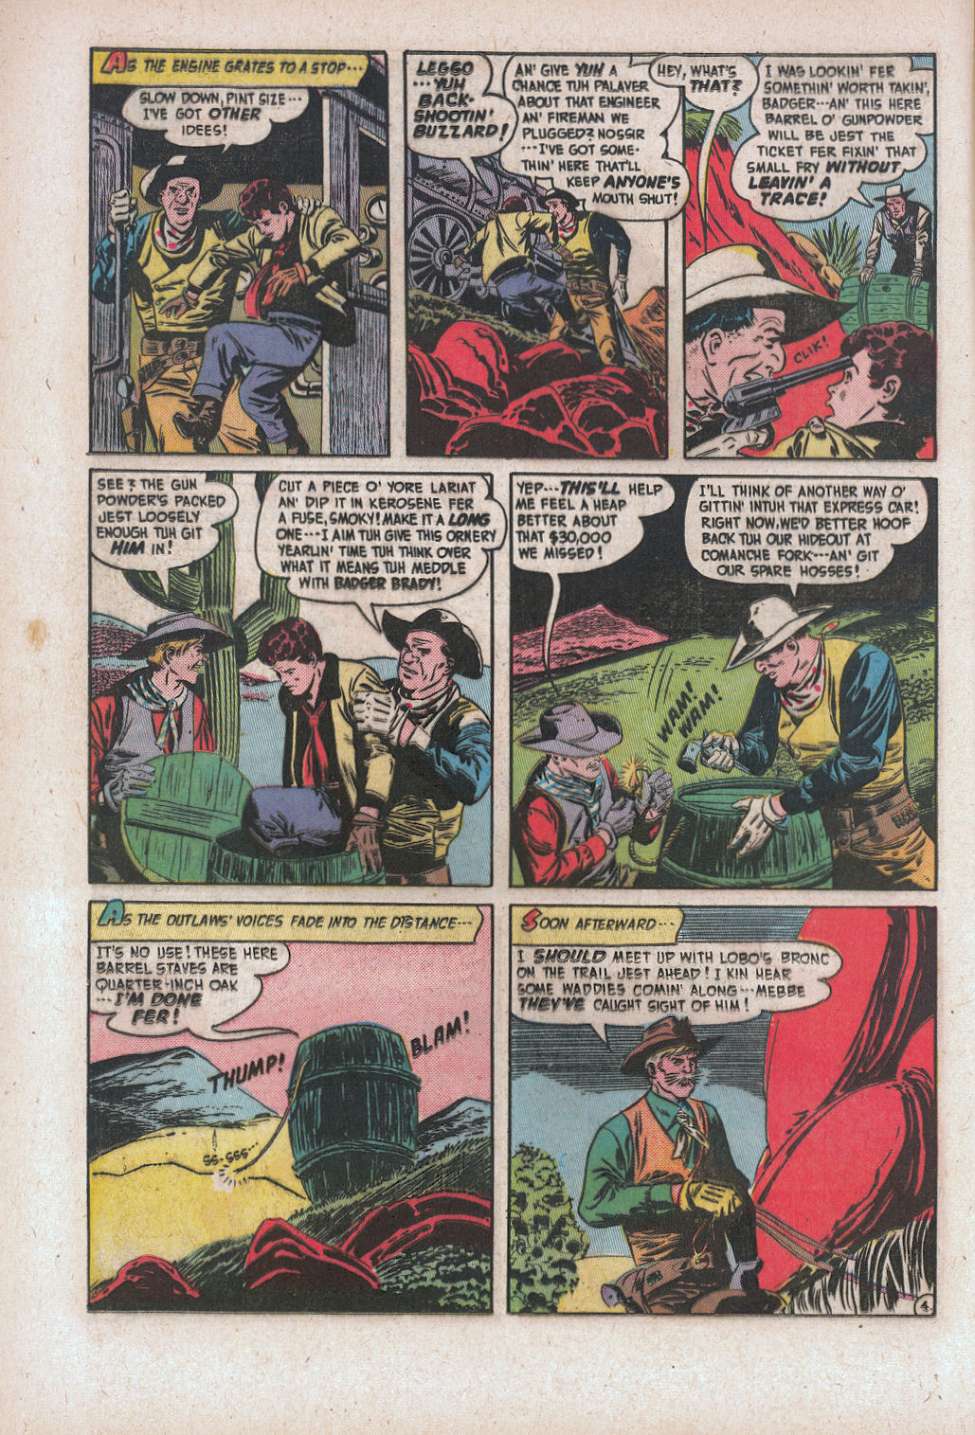 AS THE ENGINE GRATES TO A STOP---
SLOW DOWN, PINT SIZE---
I'VE GOT OTHER
IDEES!
LEGGO
---YUH
BACK-
SHOOTIN'
BUZZARD!
AN' GIVE YUH A
CHANCE TUH PALAVER
ABOUT THAT ENGINEER
AN' FIREMAN WE
PLUGGED? NOSSIR
---I'VE GOT SOME-
THIN' HERE THAT'LL
KEEP ANYONE'S
MOUTH SHUT!
HEY, WHAT'S
THAT?
I WAS LOOKIN' FER
SOMETHIN' WORTH TAKIN',
BADGER---AN' THIS HERE
BARREL O' GUNPOWDER
WILL BE JEST THE
TICKET FER FIXIN' THAT
SMALL FRY WITHOUT
LEAVIN' A
TRACE!
CLIK!
SEE? THE GUN
POWDER'S PACKED
JEST LOOSELY
ENOUGH TUH GIT
HIM IN!
CUT A PIECE O' YORE LARIAT
AN' DIP IT IN KEROSENE FER
A FUSE, SMOKY! MAKE IT A LONG
ONE---I AIM TUH GIVE THIS ORNERY
YEARLIN' TIME TUH THINK OVER
WHAT IT MEANS TUH MEDDLE
WITH BADGER BRADY!
YEP---THIS'LL HELP
ME FEEL A HEAP
BETTER ABOUT
THAT $30,000
WE MISSED!
I'LL THINK OF ANOTHER WAY O'
GITTIN' INTUH THAT EXPRESS CAR!
RIGHT NOW, WE'D BETTER HOOF
BACK TUH OUR HIDEOUT AT
COMANCHE FORK---AN' GIT
OUR SPARE HOSSES!
WAM!
WAM!
AS THE OUTLAWS' VOICES FADE INTO THE DISTANCE---
IT'S NO USE! THESE HERE
BARREL STAVES ARE
QUARTER-INCH OAK
---I'M DONE
FER!
THUMP!
BLAM!
SS-SSS
SOON AFTERWARD---
I SHOULD MEET UP WITH LOBO'S BRONC
ON THE TRAIL JEST AHEAD! I KIN HEAR
SOME WADDIES COMIN' ALONG---MEBBE
THEY'VE CAUGHT SIGHT OF HIM!
4